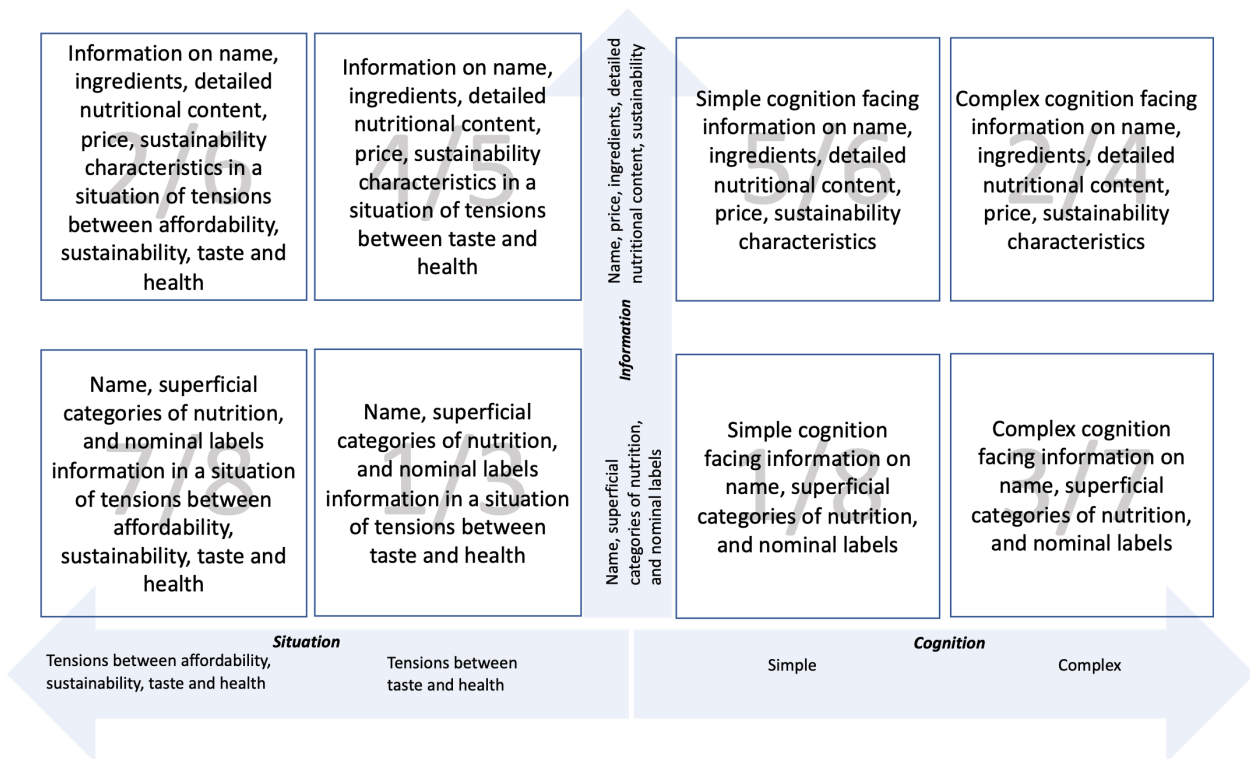 Information on name,
ingredients, detailed
nutritional content,
price, sustainability
characteristics in a
situation of tensions
between affordability,
sustainability, taste and
health
2/6
Information on name,
ingredients, detailed
nutritional content,
price, sustainability
characteristics in a
situation of tensions
between taste and
health
4/5
Name, price, ingredients, detailed
nutritional content, sustainability
Simple cognition facing
information on name,
ingredients, detailed
nutritional content,
price, sustainability
characteristics
5/6
Complex cognition facing
information on name,
ingredients, detailed
nutritional content,
price, sustainability
characteristics
2/4
Information
Name, superficial
categories of nutrition,
and nominal labels
information in a situation
of tensions between
affordability,
sustainability, taste and
health
7/8
Name, superficial
categories of nutrition,
and nominal labels
information in a situation
of tensions between
taste and health
1/3
Name, superficial
categories of nutrition,
and nominal labels
Simple cognition
facing information on
name, superficial
categories of nutrition,
and nominal labels
1/8
Complex cognition
facing information on
name, superficial
categories of nutrition,
and nominal labels
3/7
Situation
Tensions between affordability,
sustainability, taste and health
Tensions between
taste and health
Cognition
Simple
Complex